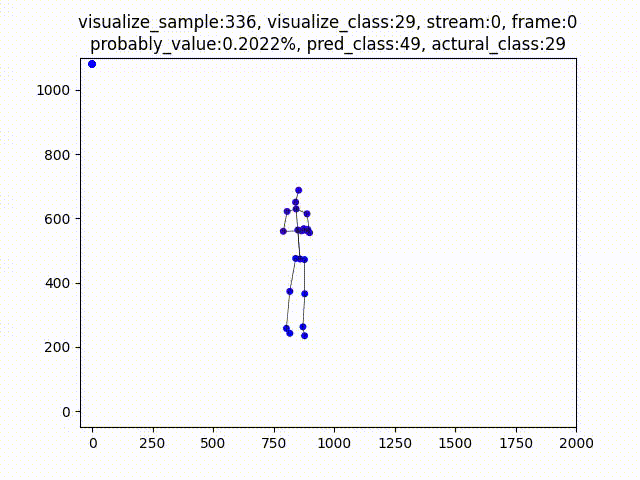 visualize_sample:336, visualize_class:29, stream:0, frame:0
probably_value:0.2022%, pred_class:49, actural_class:29
1000
800
600
400
200
0
0 250 500 750 1000 1250 1500 1750 2000